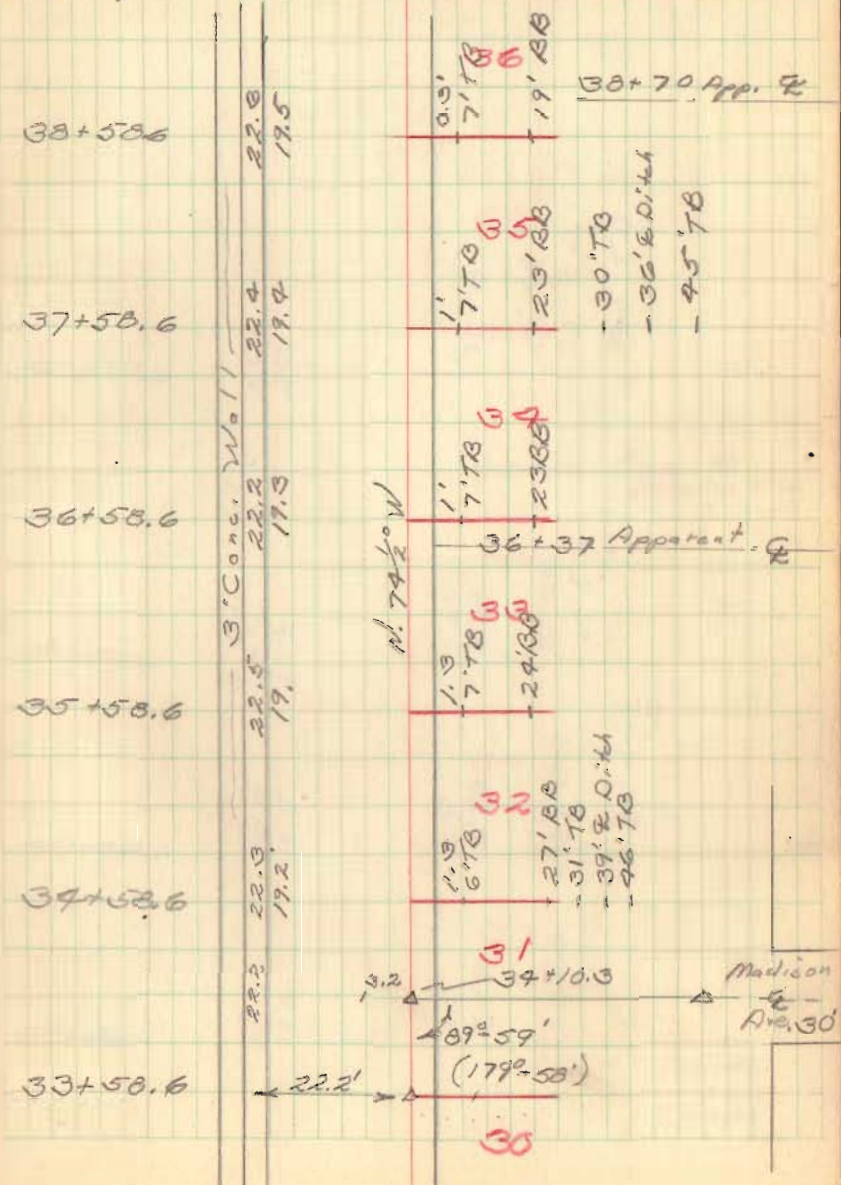 36
38+70 App. ℄
38+58.6
22.3
19.5
0.3'
7' TB
19' BB
35
37+58.6
22.4
19.4
1'
7' TB
23' BB
-30' TB
-36' ℄ Ditch
-45' TB
34
3' Conc. Wall
36+58.6
22.2
19.3
N. 74½° W
1'
7' TB
23 BB
36+37 Apparent ℄
33
35+58.6
22.5
19.
1.3
7' TB
24' BB
32
34+58.6
22.3
19.2'
1.3
6' TB
27' BB
-31' TB
-39' ℄ Ditch
-46' TB
31
22.2
3.2
34+10.3
Madison
℄
Ave. 30'
89°-59'
(179°-58')
33+58.6
22.2'
30